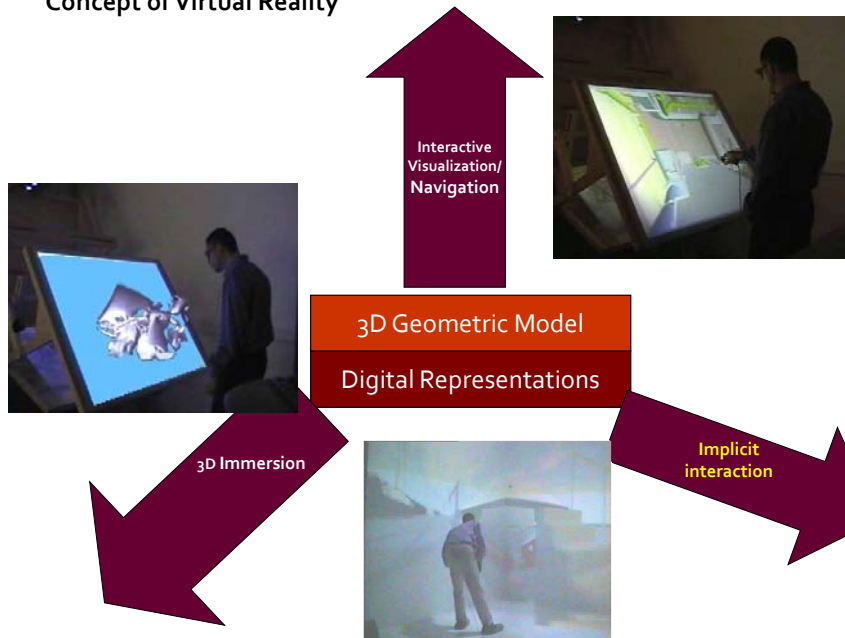 Concept of Virtual Reality
Interactive
Visualization/
Navigation
3D Geometric Model
Digital Representations
3D Immersion
Implicit
interaction